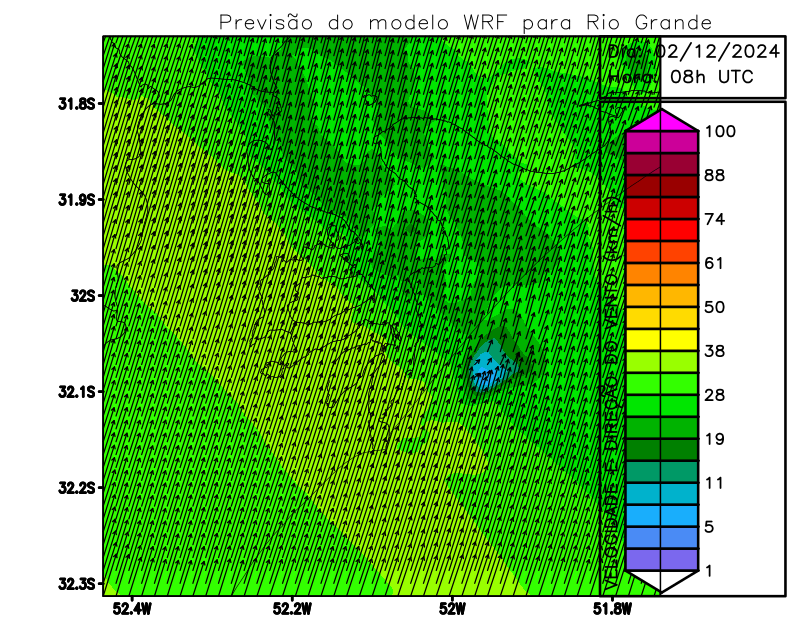 Previsão do modelo WRF para Rio Grande
Dia: 02/12/2024
Hora: 08h UTC
VELOCIDADE E DIREÇÃO DO VENTO (km/h)
100
88
74
61
50
38
28
19
11
5
1
31.8S
31.9S
32S
32.1S
32.2S
32.3S
52.4W 52.2W 52W 51.8W